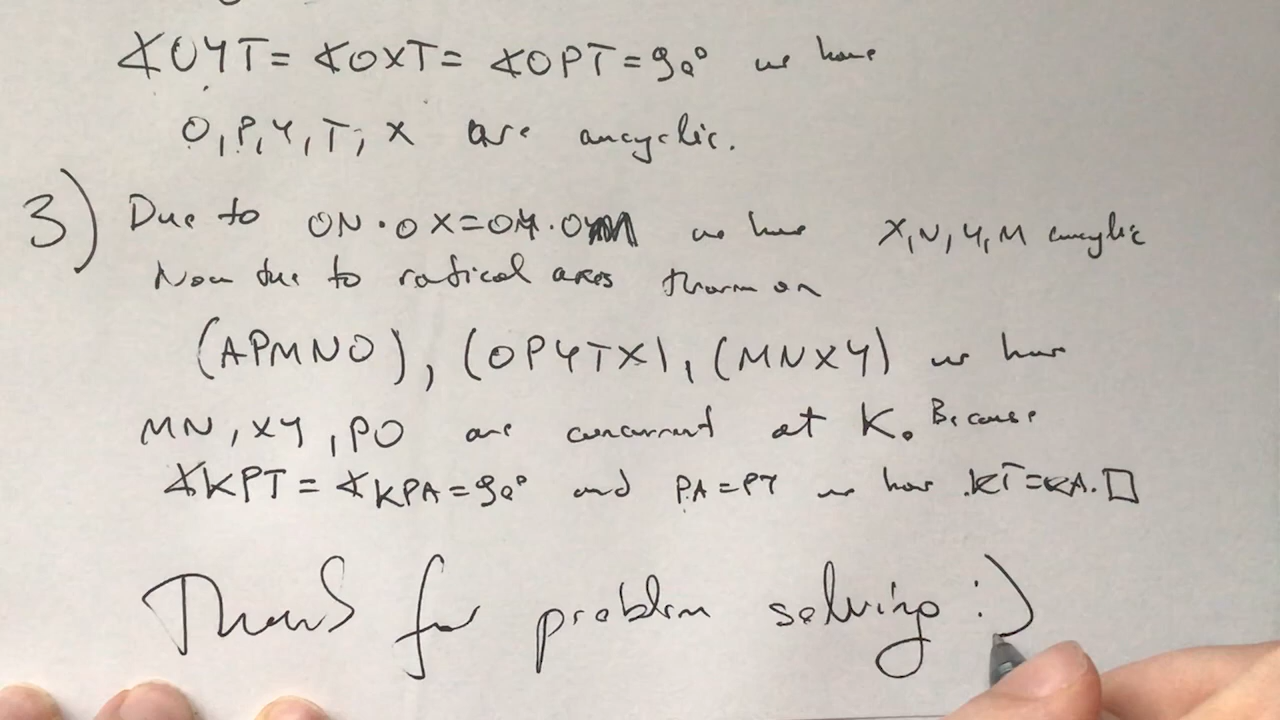 ∢OYT = ∢OXT = ∢OPT = 90° we have
O, P, Y, T, X are concyclic.
3) Due to ON · OX = OY · OM we have X, N, Y, M concyclic
Now due to radical axes theorem on
(APMNO), (OPYTX), (MNXY) we have
MN, XY, PO are concurrent at K. Because
∢KPT = ∢KPA = 90° and PA = PT we have KT = KA. □
Thanks for problem solving :)